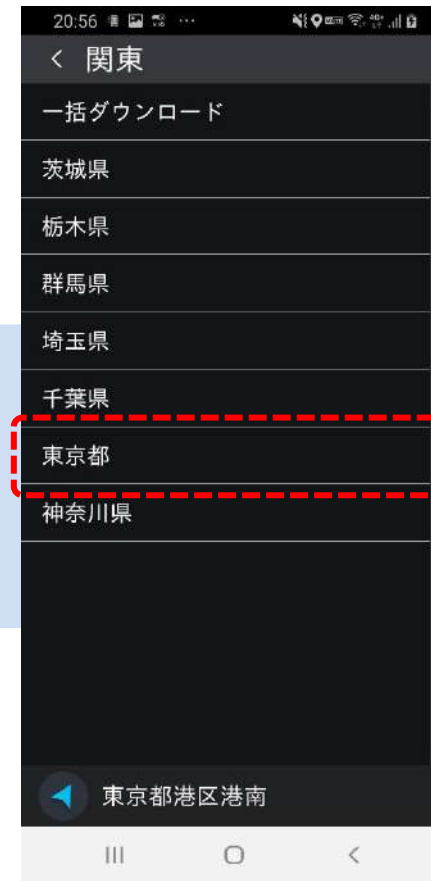 20:56
関東
一括ダウンロード
茨城県
栃木県
群馬県
埼玉県
千葉県
東京都
神奈川県
東京都港区港南